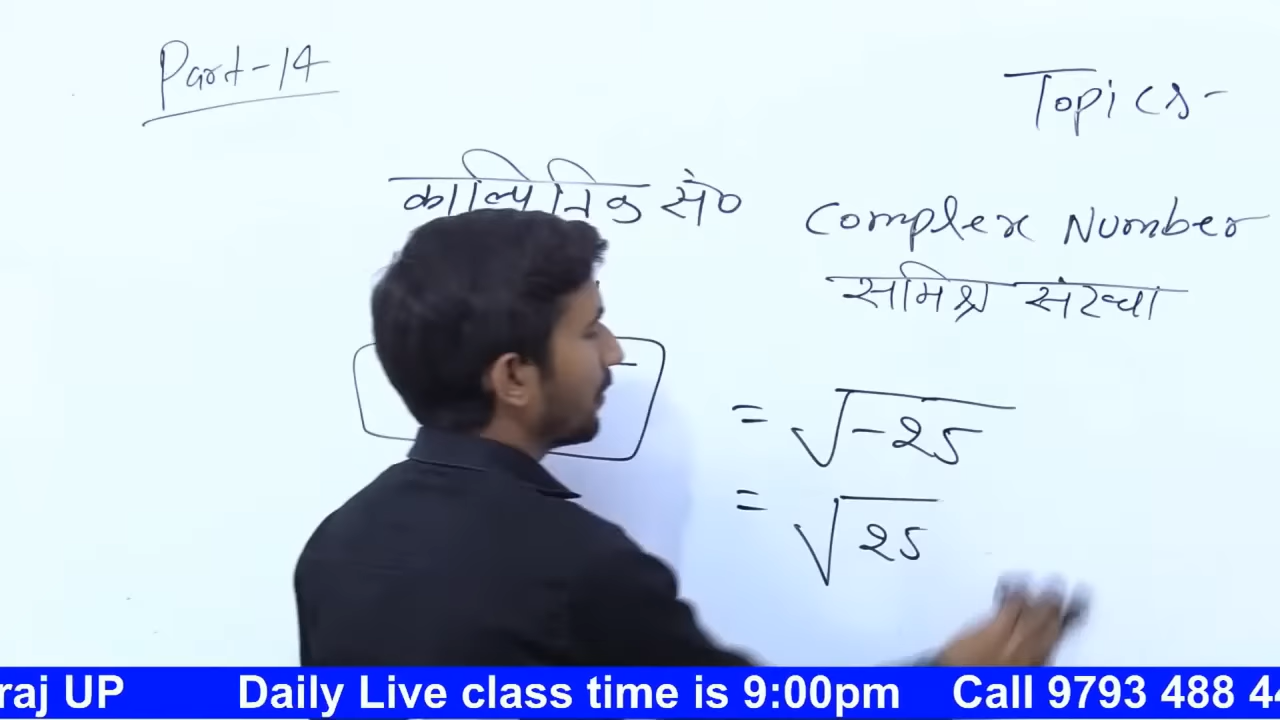 Part-14
Topics-
काल्पिनिक सं०
Complex Number
समिश्र संख्या
= √-25
= √25
raj UP Daily Live class time is 9:00pm Call 9793 488 4